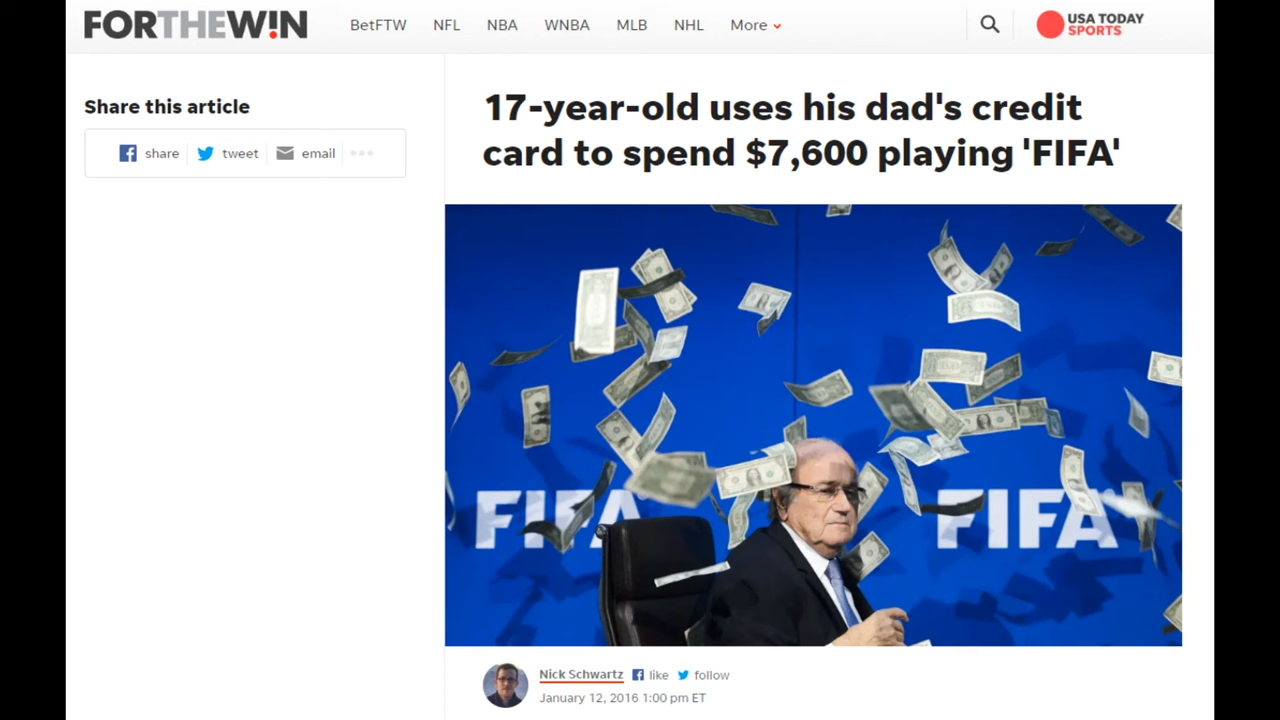 FORTHEW!N
BetFTW NFL NBA WNBA MLB NHL More
USA TODAY
SPORTS
Share this article
share tweet email
17-year-old uses his dad's credit
card to spend $7,600 playing 'FIFA'
FIFA FIFA
Nick Schwartz like follow
January 12, 2016 1:00 pm ET